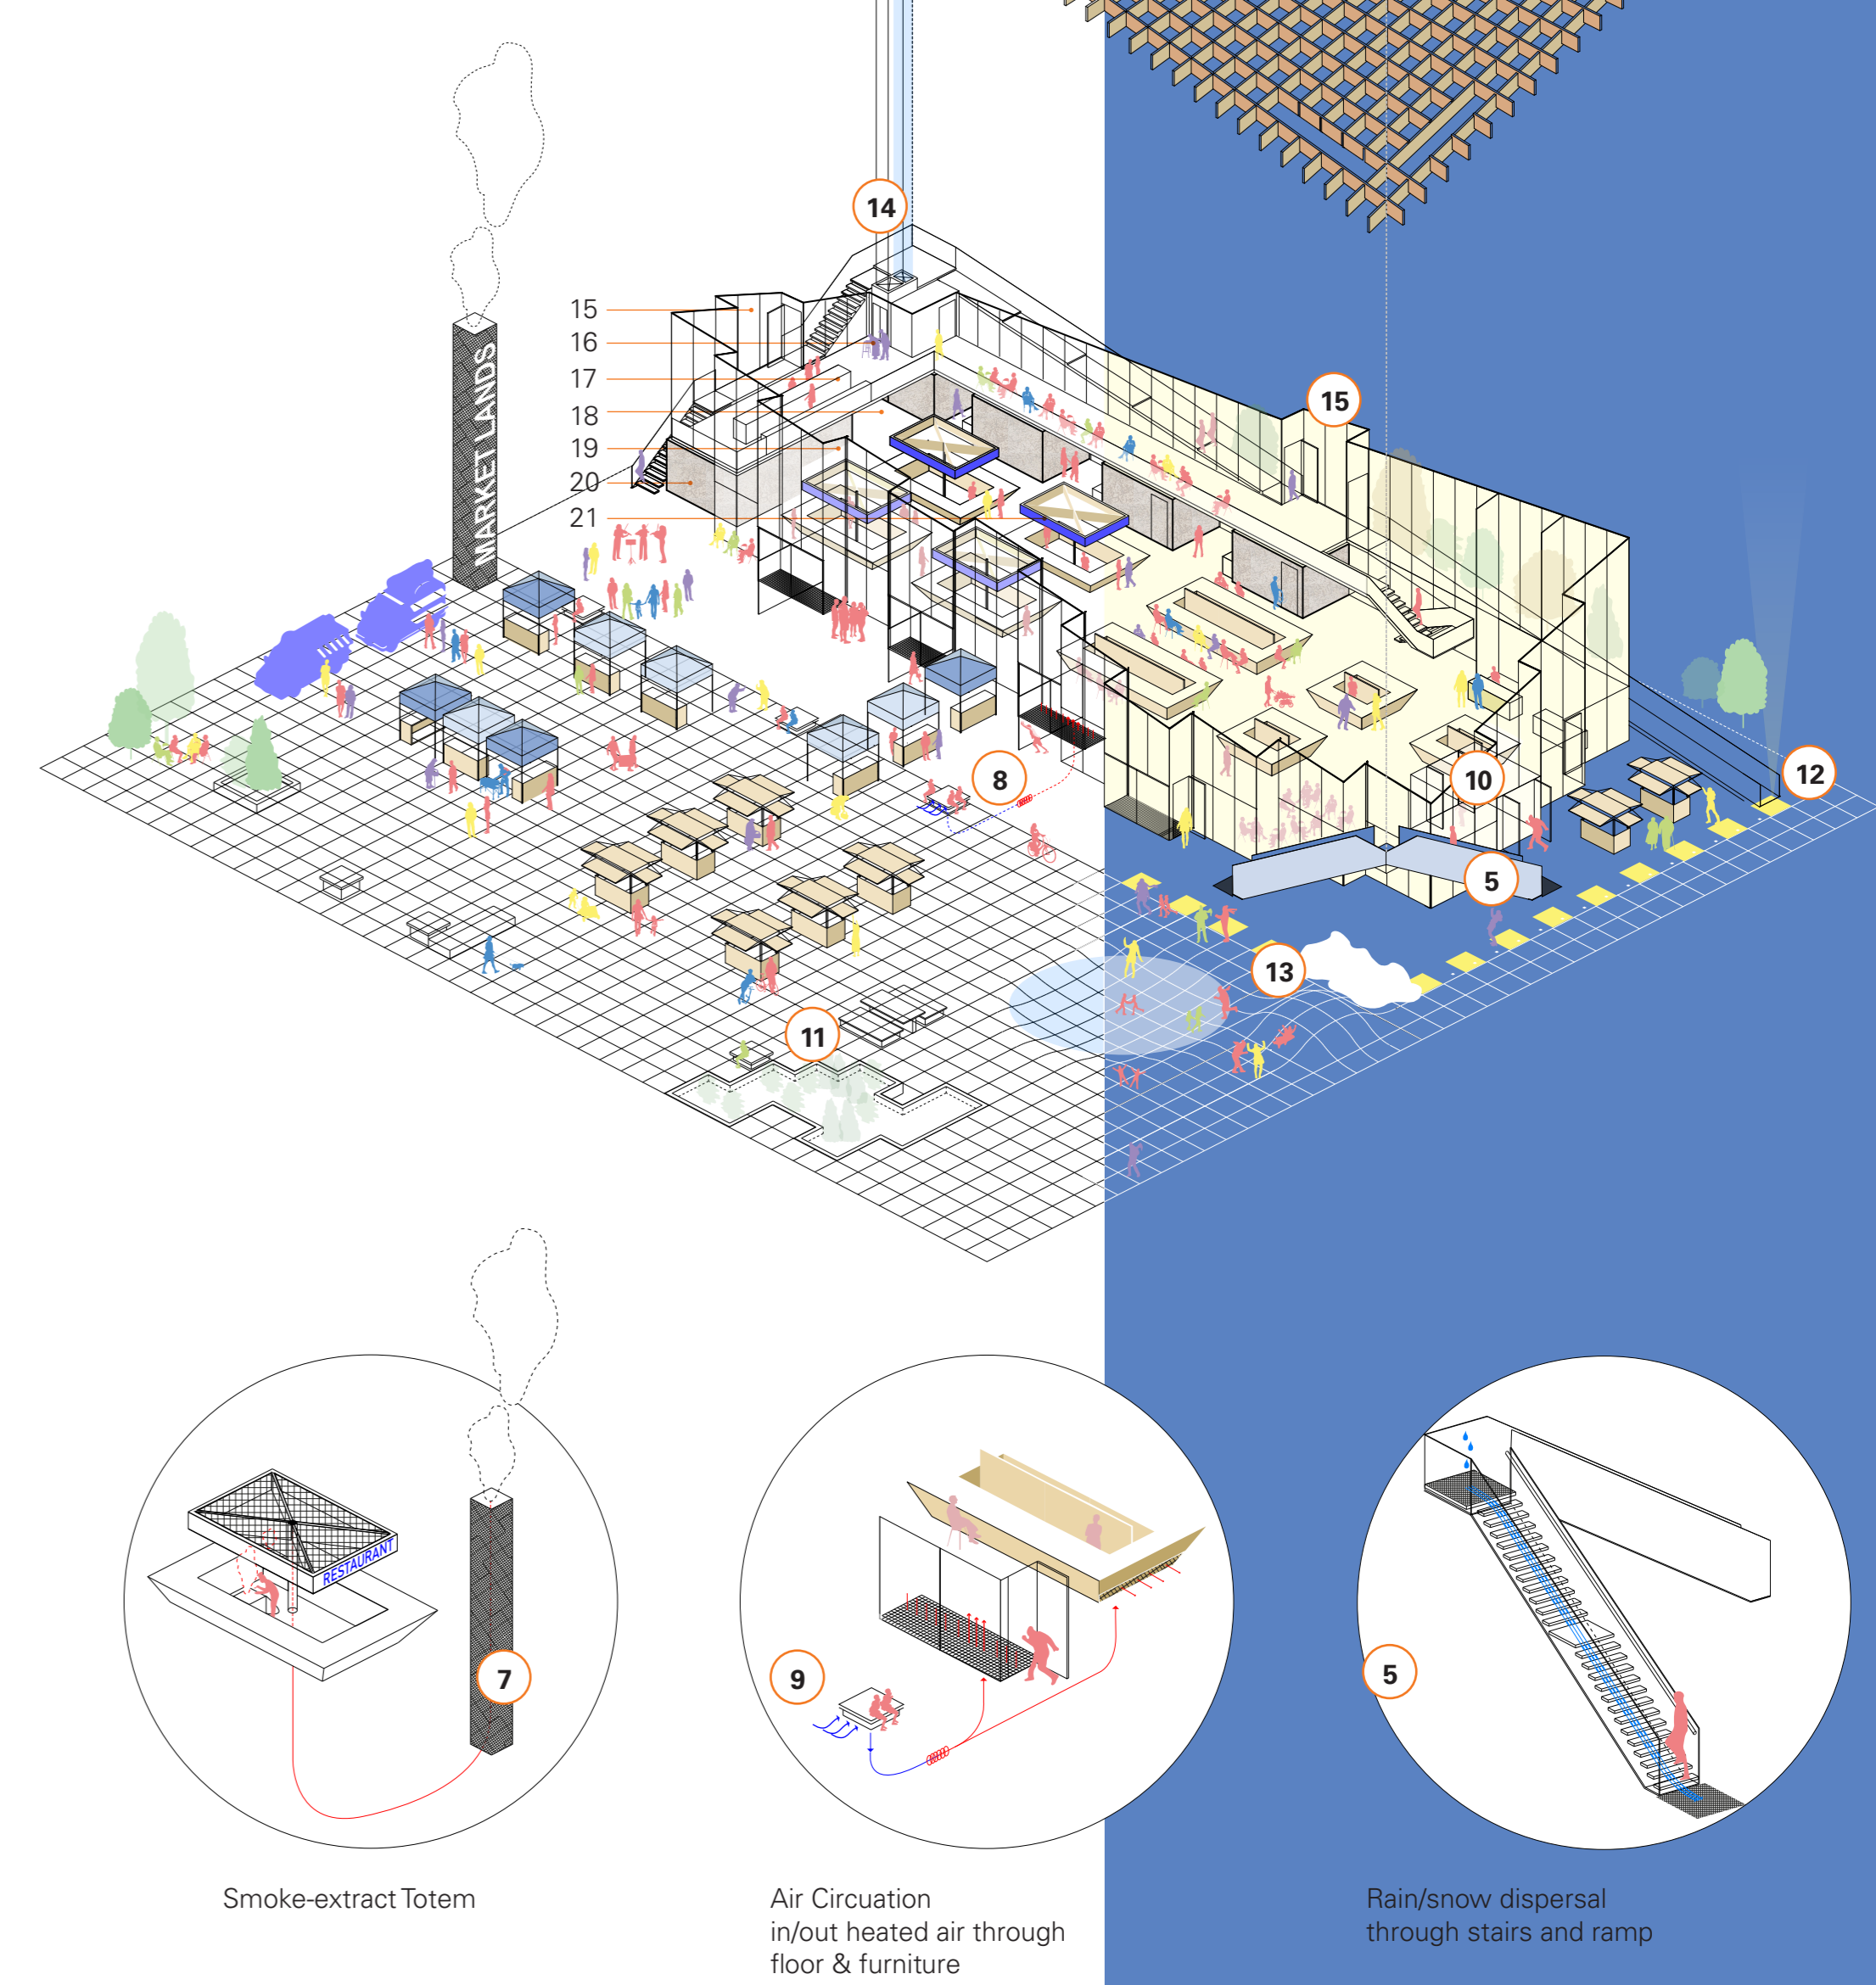 14
15
16
17
18
19
20
21
MARKET LANDS
15
8
10
12
5
13
11
RESTAURANT
7
9
5
Smoke-extract Totem
Air Circuation
in/out heated air through
floor & furniture
Rain/snow dispersal
through stairs and ramp